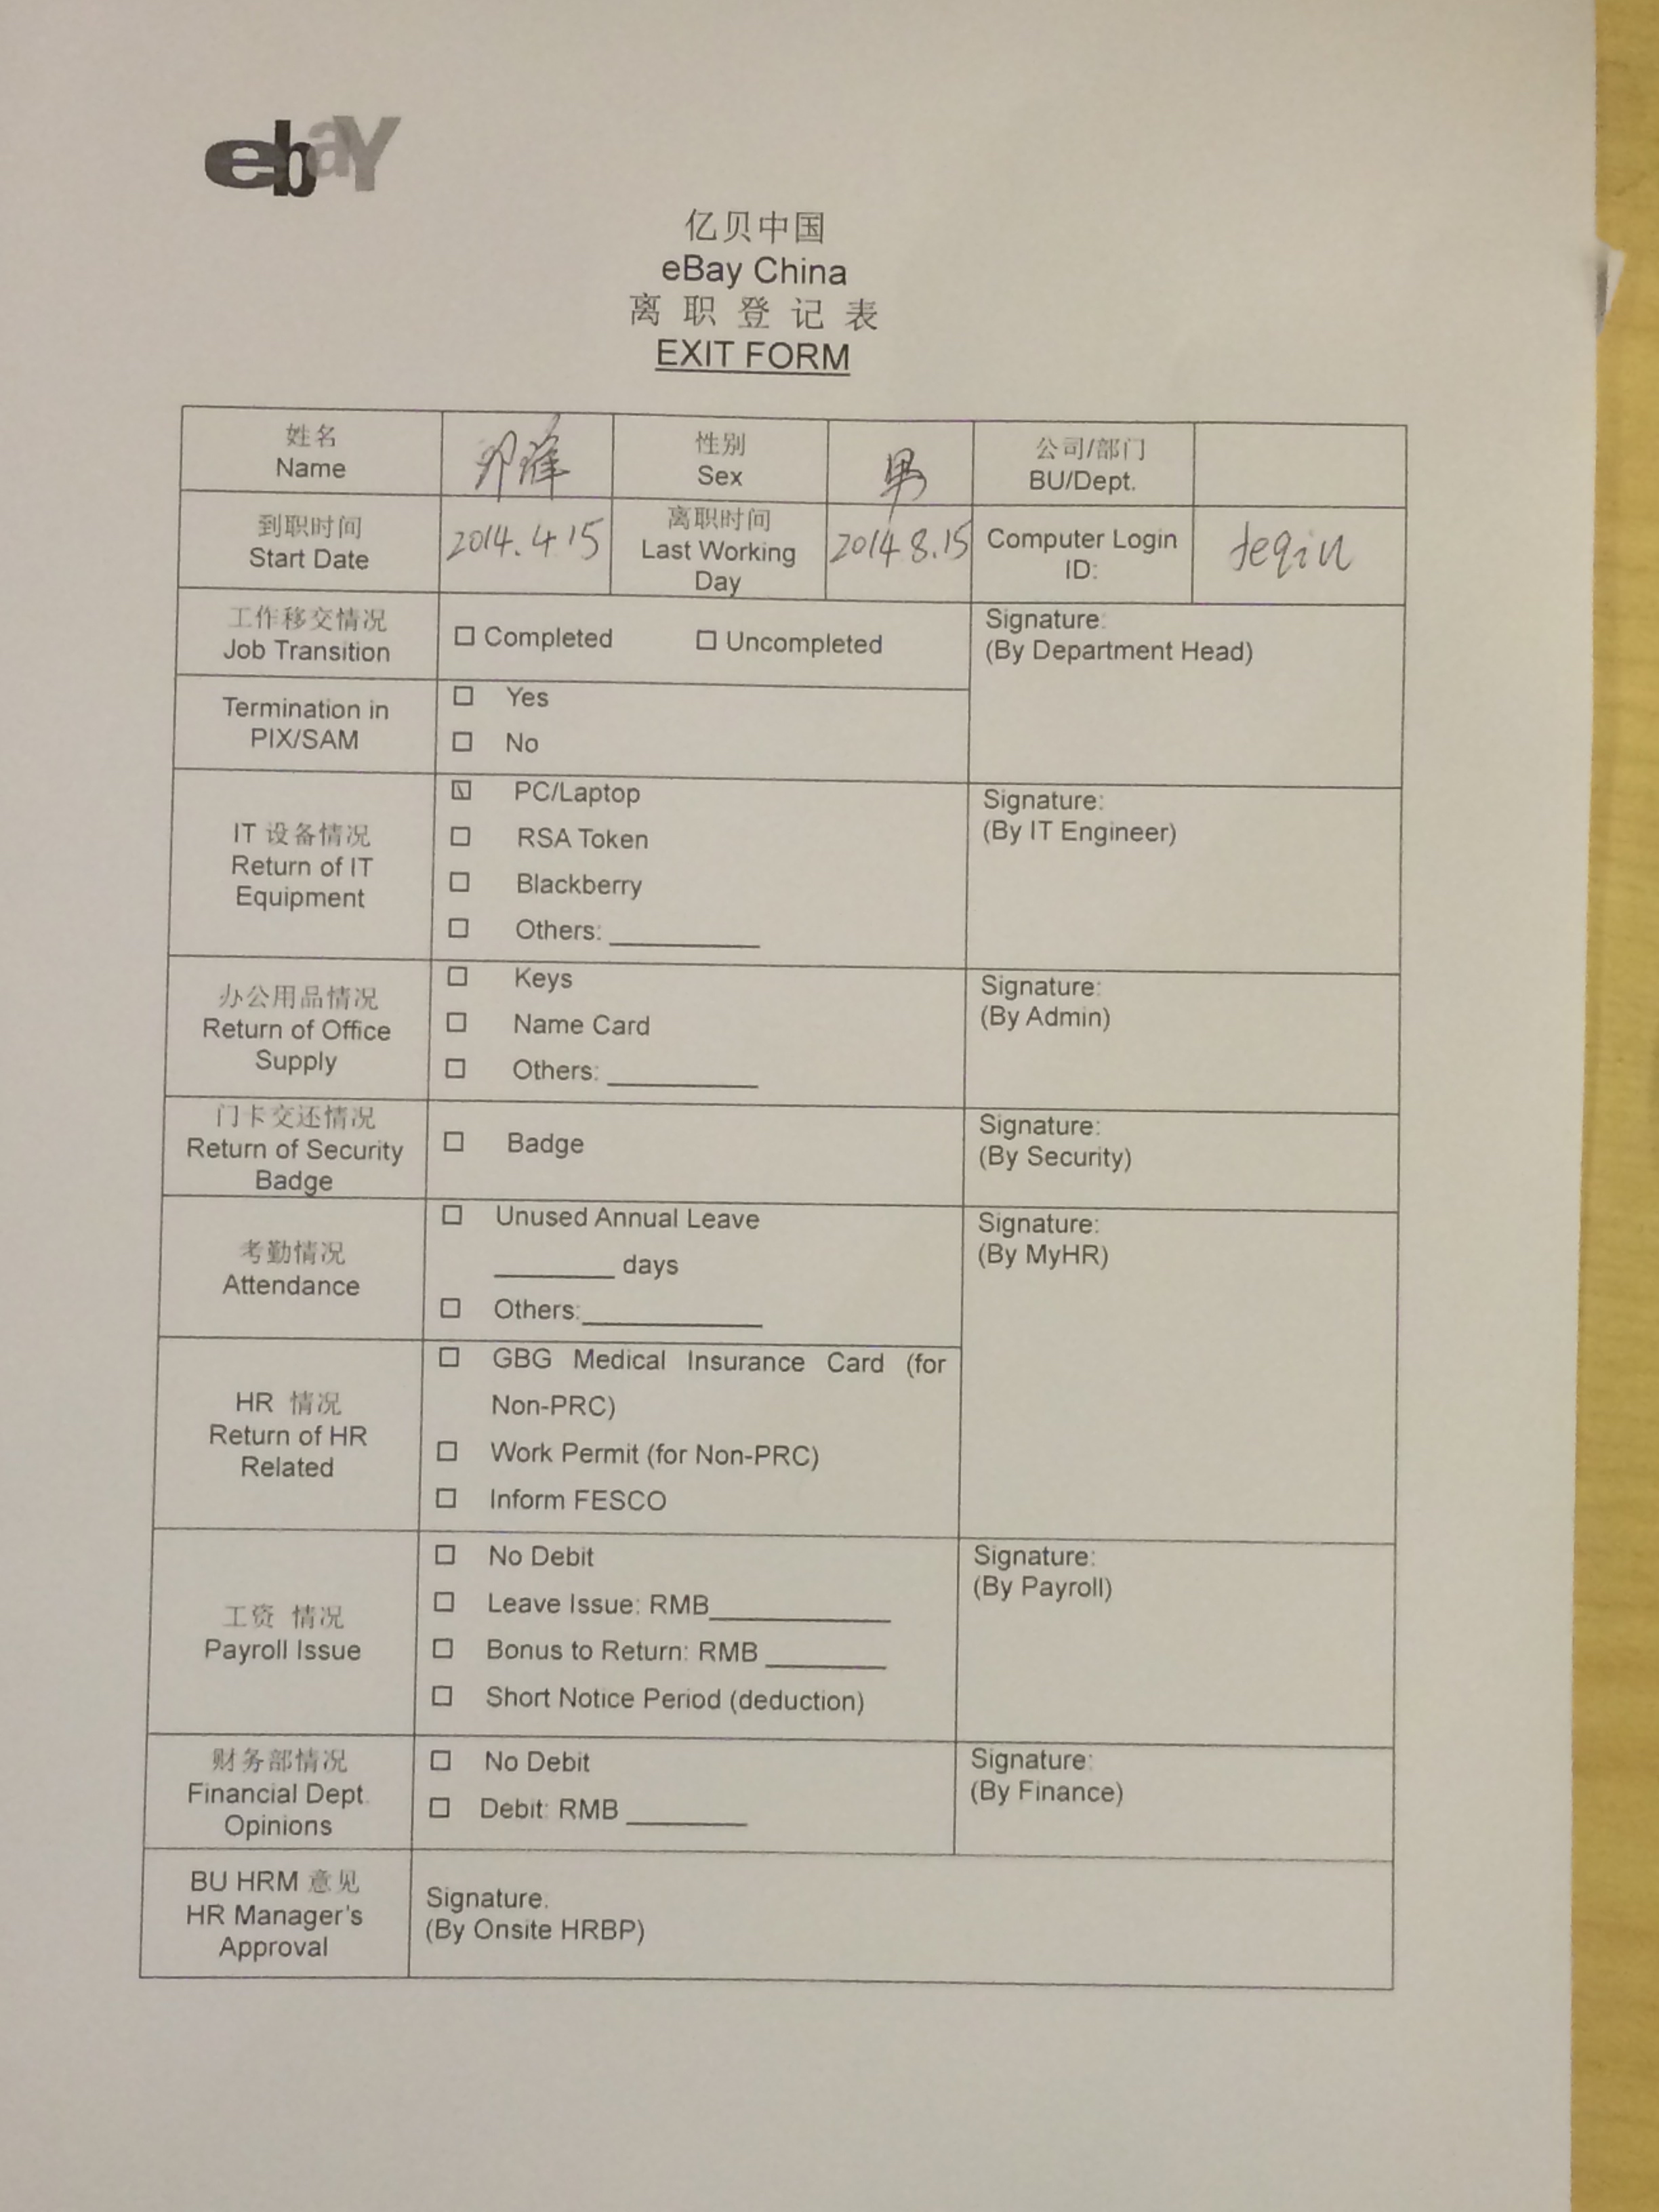 ebaY
亿贝中国
eBay China
离 职 登 记 表
EXIT FORM
姓名
Name
性别
Sex
男
公司/部门
BU/Dept.
到职时间
Start Date
2014.4.15
离职时间
Last Working
Day
2014.8.15
Computer Login
ID:
工作移交情况
Job Transition
☐ Completed ☐ Uncompleted
Signature:
(By Department Head)
Termination in
PIX/SAM
☐ Yes
☐ No
IT 设备情况
Return of IT
Equipment
☑ PC/Laptop
☐ RSA Token
☐ Blackberry
☐ Others: __________
Signature:
(By IT Engineer)
办公用品情况
Return of Office
Supply
☐ Keys
☐ Name Card
☐ Others: __________
Signature:
(By Admin)
门卡交还情况
Return of Security
Badge
☐ Badge
Signature:
(By Security)
考勤情况
Attendance
☐ Unused Annual Leave
________ days
☐ Others:____________
Signature:
(By MyHR)
HR 情况
Return of HR
Related
☐ GBG Medical Insurance Card (for
Non-PRC)
☐ Work Permit (for Non-PRC)
☐ Inform FESCO
工资 情况
Payroll Issue
☐ No Debit
☐ Leave Issue: RMB____________
☐ Bonus to Return: RMB ________
☐ Short Notice Period (deduction)
Signature:
(By Payroll)
财务部情况
Financial Dept.
Opinions
☐ No Debit
☐ Debit: RMB ________
Signature:
(By Finance)
BU HRM 意见
HR Manager's
Approval
Signature:
(By Onsite HRBP)